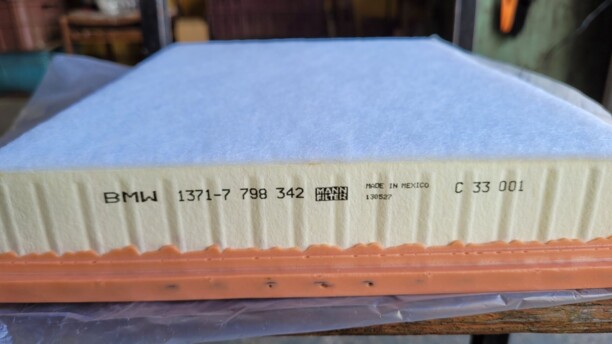 BMW 1371-7 798 342 MANN FILTER MADE IN MEXICO C 33 001
130527